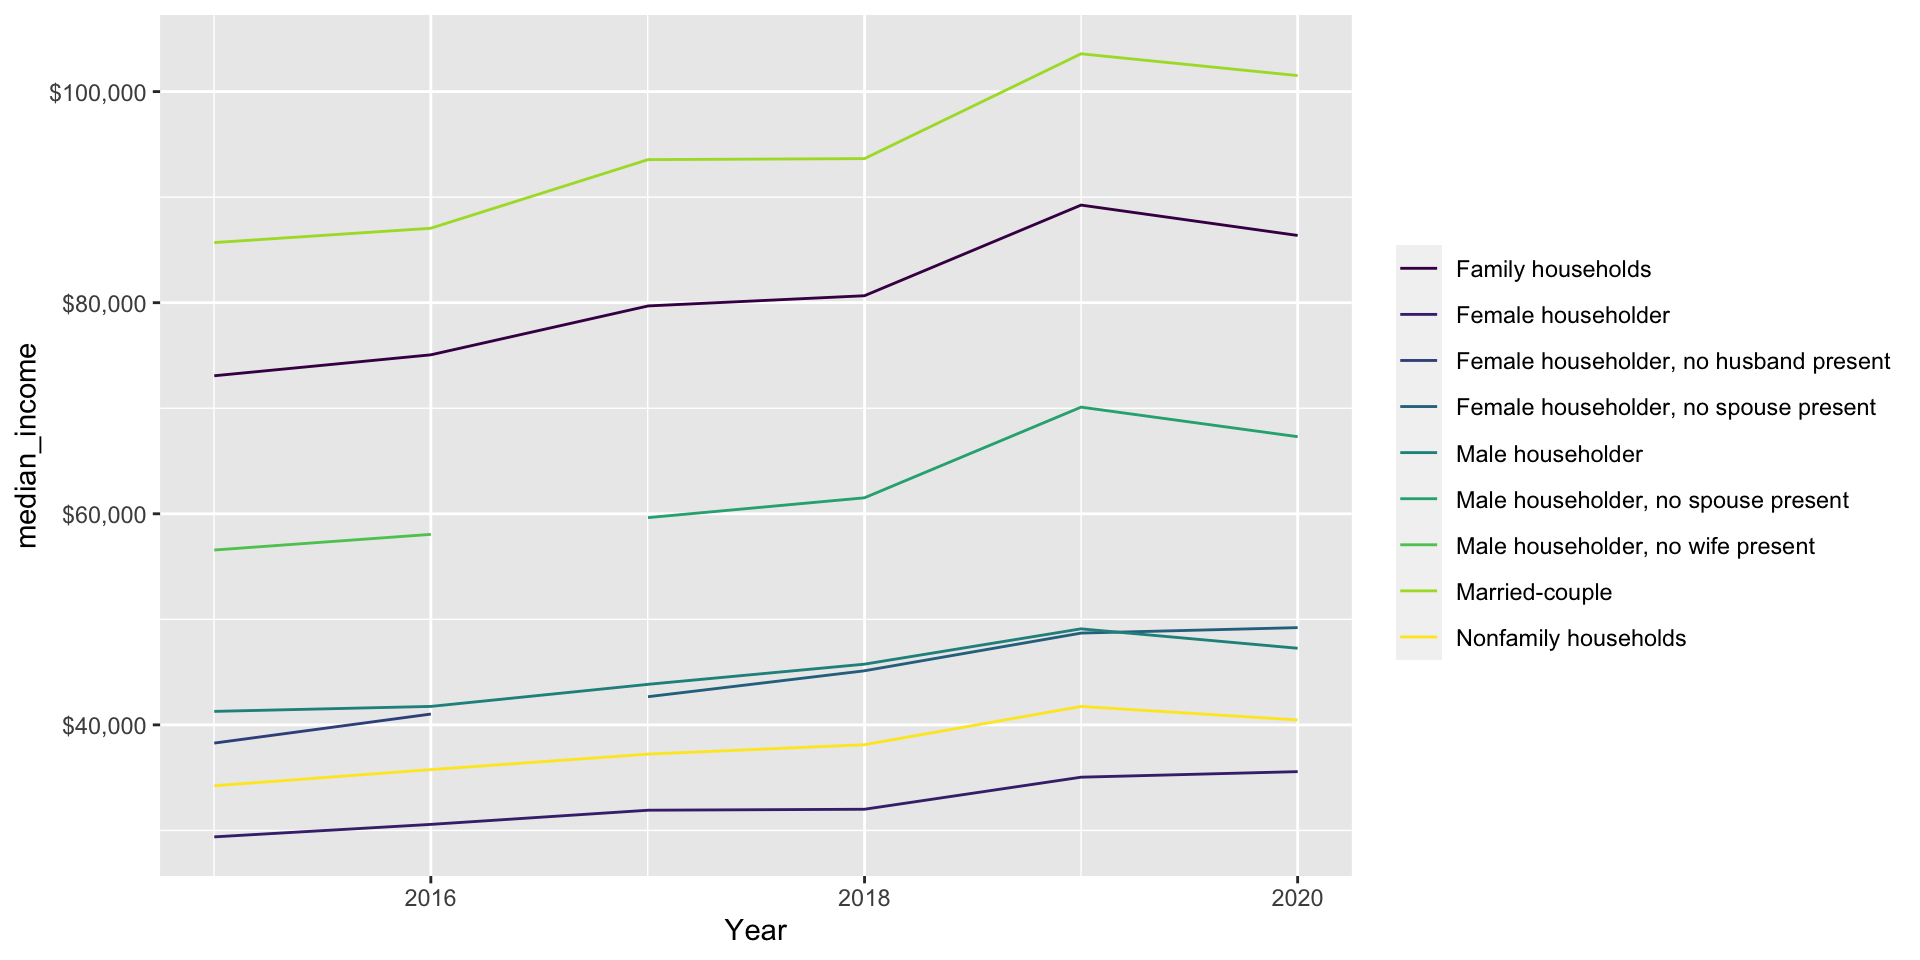 $100,000
$80,000
$60,000
$40,000
median_income
2016
2018
2020
Year
Family households
Female householder
Female householder, no husband present
Female householder, no spouse present
Male householder
Male householder, no spouse present
Male householder, no wife present
Married-couple
Nonfamily households